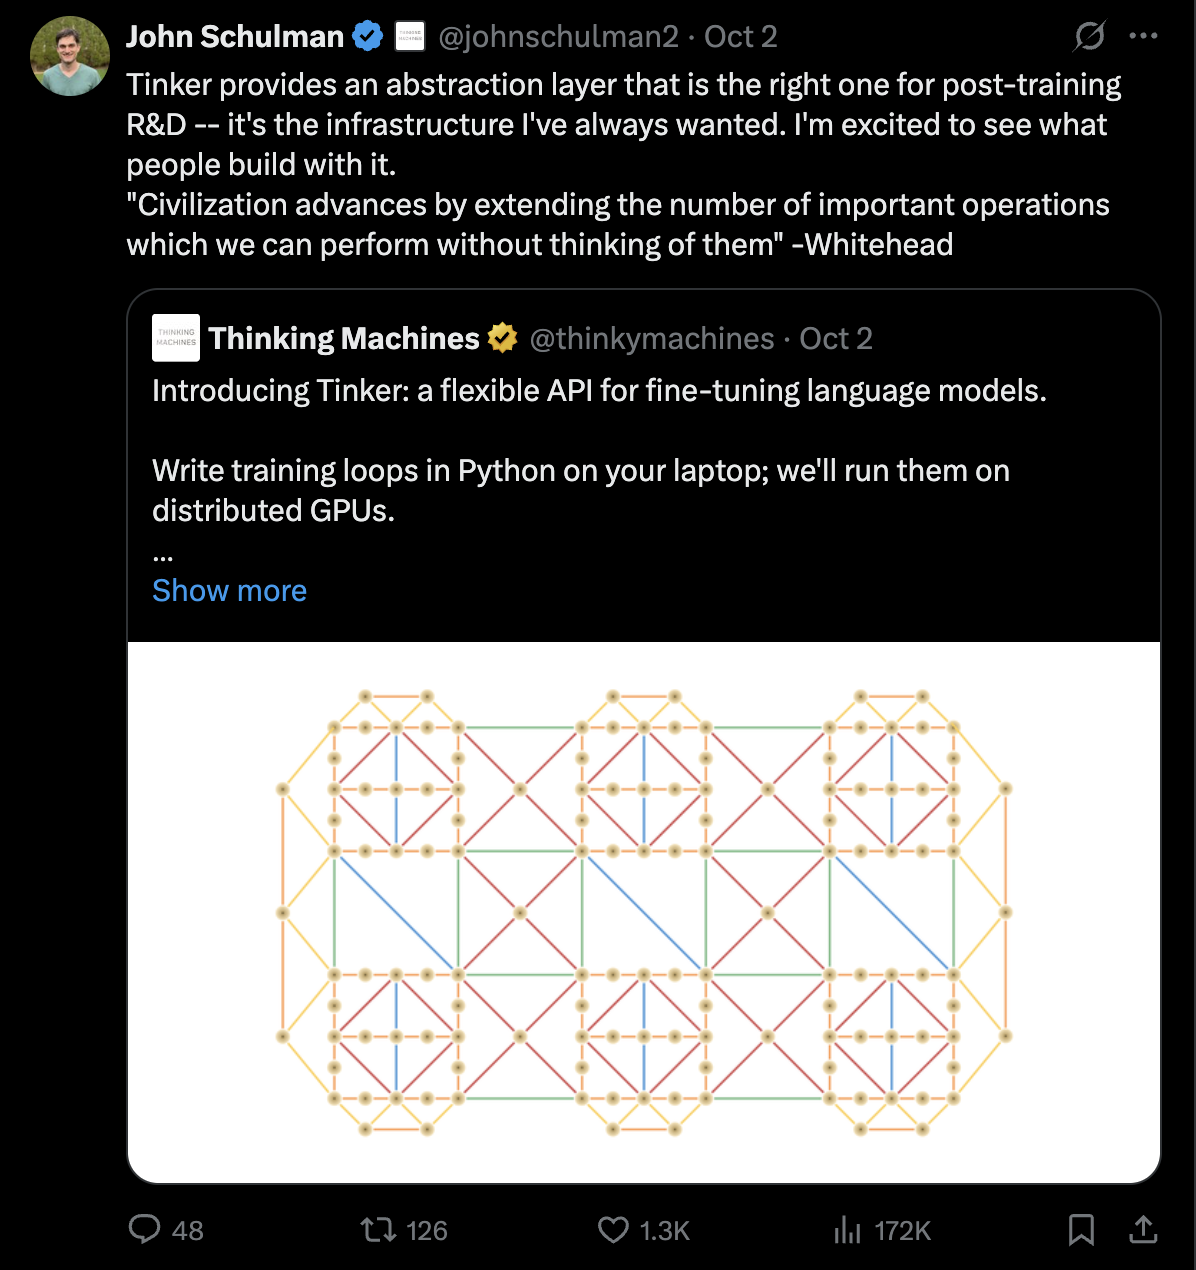 John Schulman @johnschulman2 · Oct 2
Tinker provides an abstraction layer that is the right one for post-training
R&D -- it's the infrastructure I've always wanted. I'm excited to see what
people build with it.
"Civilization advances by extending the number of important operations
which we can perform without thinking of them" -Whitehead
THINKING
MACHINES
Thinking Machines @thinkymachines · Oct 2
Introducing Tinker: a flexible API for fine-tuning language models.
Write training loops in Python on your laptop; we'll run them on
distributed GPUs.
...
Show more
48 126 1.3K 172K